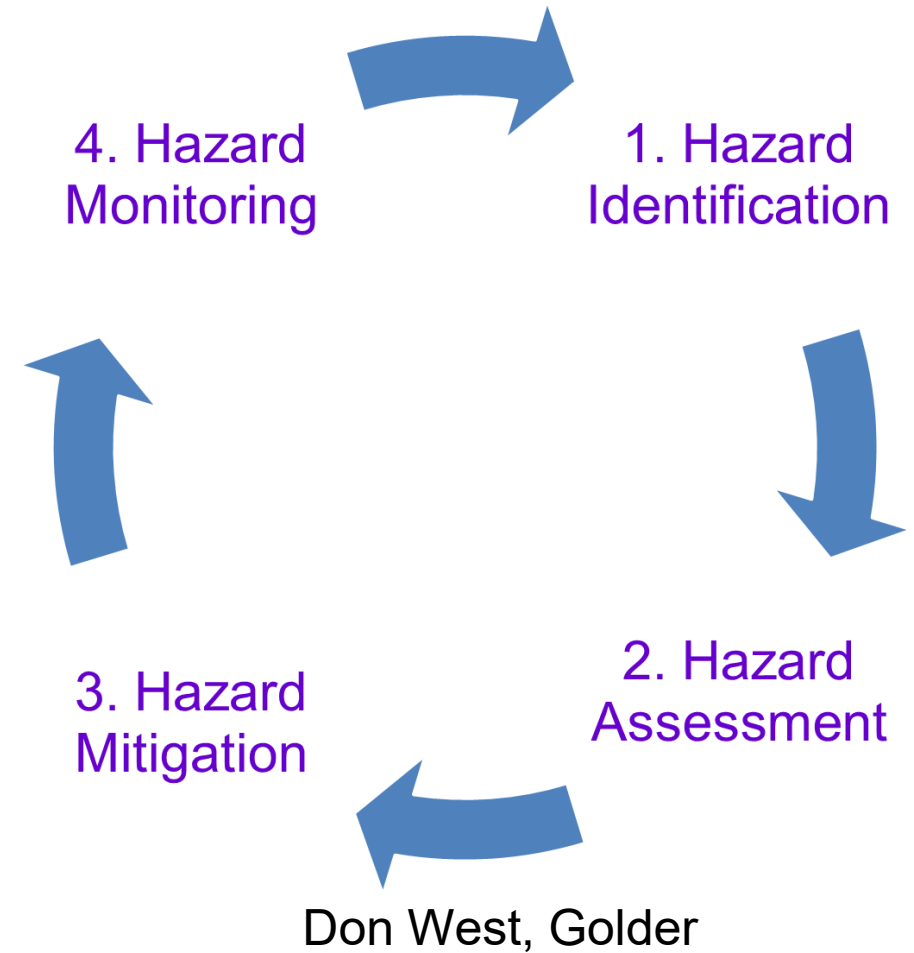 4. Hazard
Monitoring
1. Hazard
Identification
2. Hazard
Assessment
3. Hazard
Mitigation
Don West, Golder